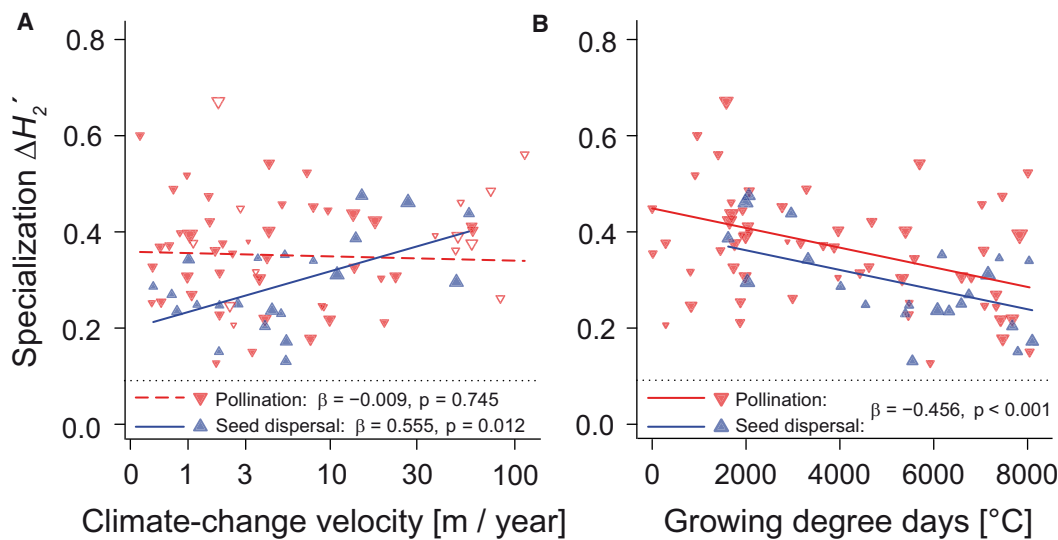 A
B
Specialization ΔH2´
0.8
0.6
0.4
0.2
0.0
Pollination: β = −0.009, p = 0.745
Seed dispersal: β = 0.555, p = 0.012
0 1 3 10 30 100
Climate-change velocity [m / year]
0.8
0.6
0.4
0.2
0.0
Pollination:
β = −0.456, p < 0.001
Seed dispersal:
0 2000 4000 6000 8000
Growing degree days [°C]